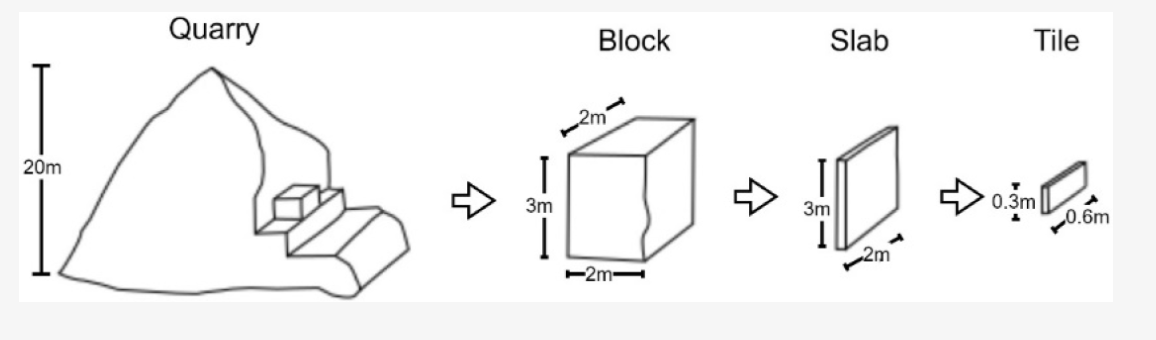 Quarry
Block
Slab
Tile
20m
2m
3m
2m
3m
2m
0.3m
0.6m